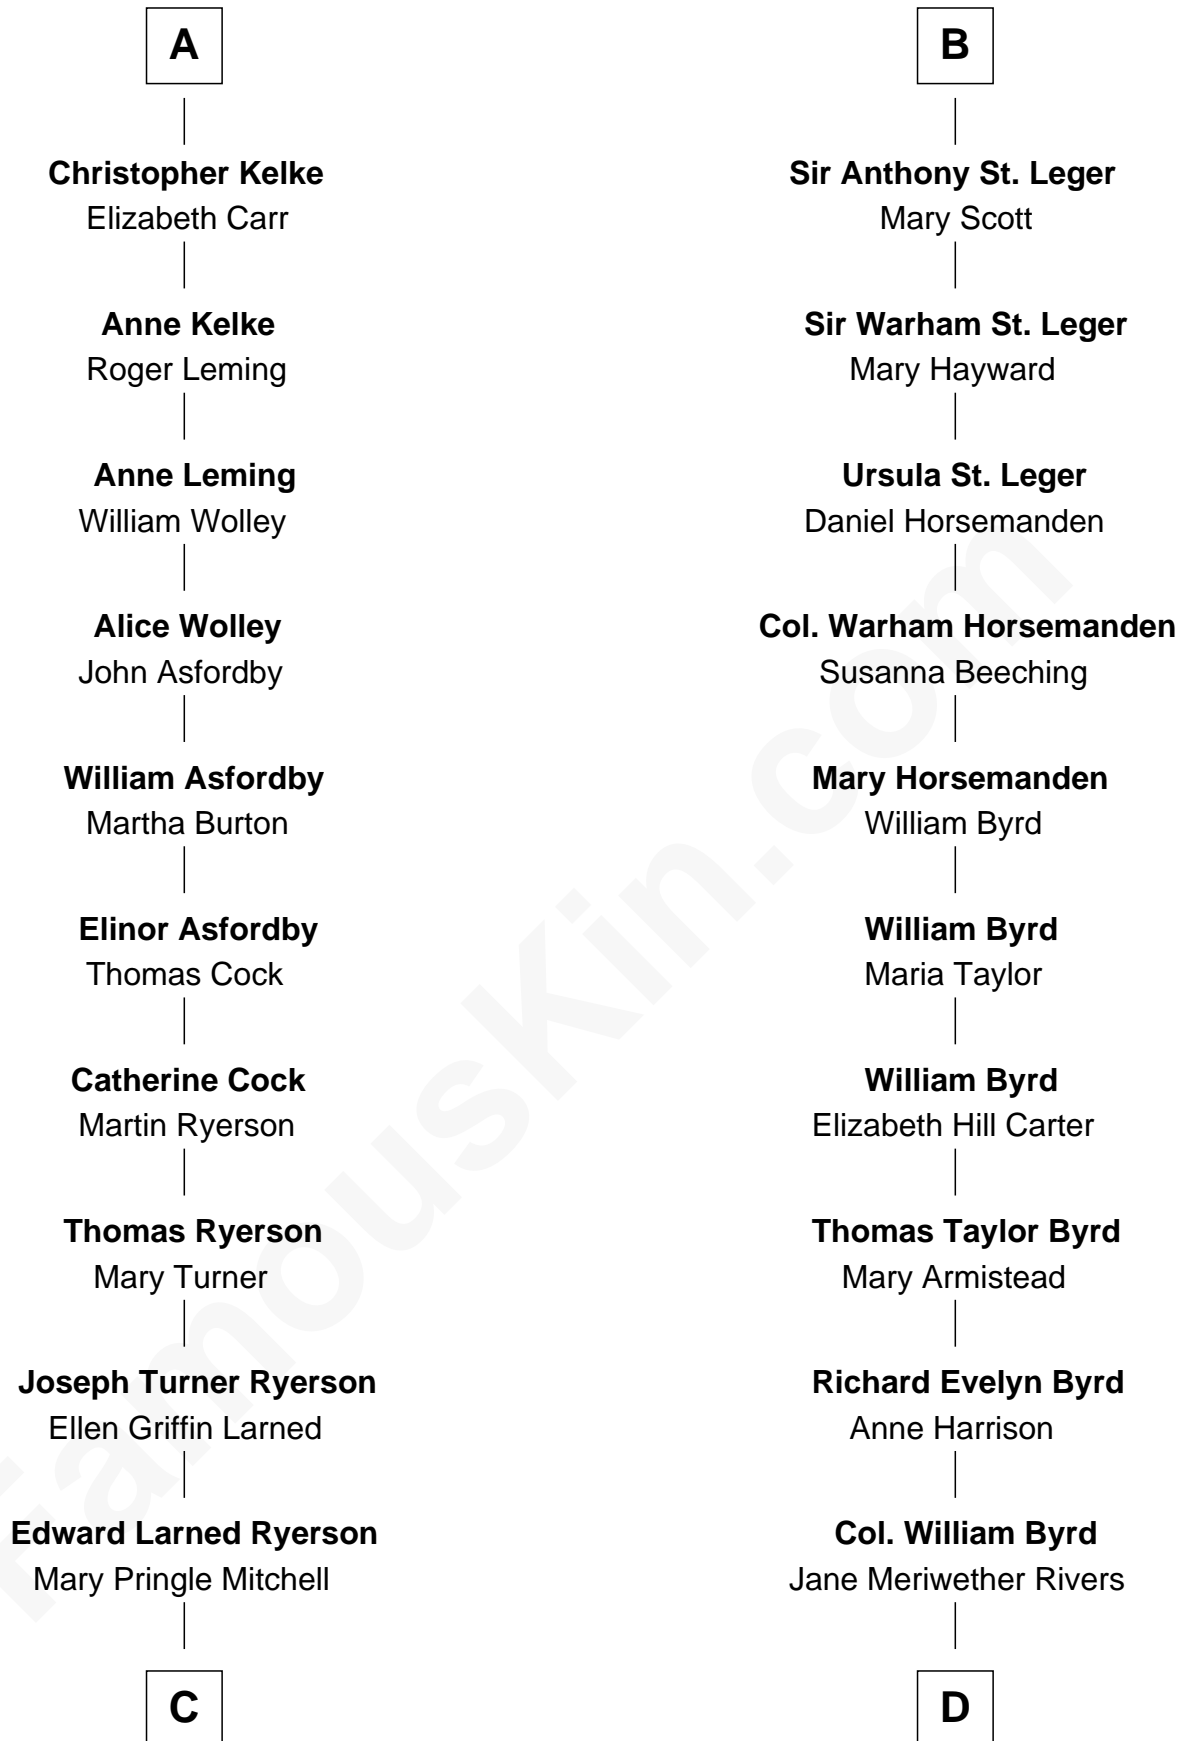 A
Christopher Kelke
Elizabeth Carr
Anne Kelke
Roger Leming
Anne Leming
William Wolley
Alice Wolley
John Asfordby
William Asfordby
Martha Burton
Elinor Asfordby
Thomas Cock
Catherine Cock
Martin Ryerson
Thomas Ryerson
Mary Turner
Joseph Turner Ryerson
Ellen Griffin Larned
Edward Larned Ryerson
Mary Pringle Mitchell
C
B
Sir Anthony St. Leger
Mary Scott
Sir Warham St. Leger
Mary Hayward
Ursula St. Leger
Daniel Horsemanden
Col. Warham Horsemanden
Susanna Beeching
Mary Horsemanden
William Byrd
William Byrd
Maria Taylor
William Byrd
Elizabeth Hill Carter
Thomas Taylor Byrd
Mary Armistead
Richard Evelyn Byrd
Anne Harrison
Col. William Byrd
Jane Meriwether Rivers
D
FamousKin.com